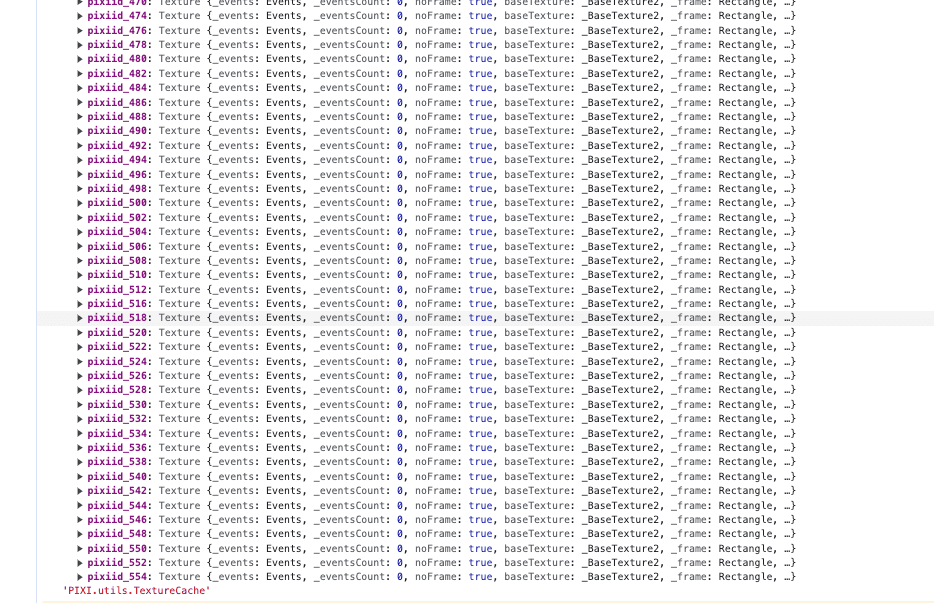 pixiid_470: Texture {_events: Events, _eventsCount: 0, noFrame: true, baseTexture: _BaseTexture2, _frame: Rectangle, …}
pixiid_474: Texture {_events: Events, _eventsCount: 0, noFrame: true, baseTexture: _BaseTexture2, _frame: Rectangle, …}
pixiid_476: Texture {_events: Events, _eventsCount: 0, noFrame: true, baseTexture: _BaseTexture2, _frame: Rectangle, …}
pixiid_478: Texture {_events: Events, _eventsCount: 0, noFrame: true, baseTexture: _BaseTexture2, _frame: Rectangle, …}
pixiid_480: Texture {_events: Events, _eventsCount: 0, noFrame: true, baseTexture: _BaseTexture2, _frame: Rectangle, …}
pixiid_482: Texture {_events: Events, _eventsCount: 0, noFrame: true, baseTexture: _BaseTexture2, _frame: Rectangle, …}
pixiid_484: Texture {_events: Events, _eventsCount: 0, noFrame: true, baseTexture: _BaseTexture2, _frame: Rectangle, …}
pixiid_486: Texture {_events: Events, _eventsCount: 0, noFrame: true, baseTexture: _BaseTexture2, _frame: Rectangle, …}
pixiid_488: Texture {_events: Events, _eventsCount: 0, noFrame: true, baseTexture: _BaseTexture2, _frame: Rectangle, …}
pixiid_490: Texture {_events: Events, _eventsCount: 0, noFrame: true, baseTexture: _BaseTexture2, _frame: Rectangle, …}
pixiid_492: Texture {_events: Events, _eventsCount: 0, noFrame: true, baseTexture: _BaseTexture2, _frame: Rectangle, …}
pixiid_494: Texture {_events: Events, _eventsCount: 0, noFrame: true, baseTexture: _BaseTexture2, _frame: Rectangle, …}
pixiid_496: Texture {_events: Events, _eventsCount: 0, noFrame: true, baseTexture: _BaseTexture2, _frame: Rectangle, …}
pixiid_498: Texture {_events: Events, _eventsCount: 0, noFrame: true, baseTexture: _BaseTexture2, _frame: Rectangle, …}
pixiid_500: Texture {_events: Events, _eventsCount: 0, noFrame: true, baseTexture: _BaseTexture2, _frame: Rectangle, …}
pixiid_502: Texture {_events: Events, _eventsCount: 0, noFrame: true, baseTexture: _BaseTexture2, _frame: Rectangle, …}
pixiid_504: Texture {_events: Events, _eventsCount: 0, noFrame: true, baseTexture: _BaseTexture2, _frame: Rectangle, …}
pixiid_506: Texture {_events: Events, _eventsCount: 0, noFrame: true, baseTexture: _BaseTexture2, _frame: Rectangle, …}
pixiid_508: Texture {_events: Events, _eventsCount: 0, noFrame: true, baseTexture: _BaseTexture2, _frame: Rectangle, …}
pixiid_510: Texture {_events: Events, _eventsCount: 0, noFrame: true, baseTexture: _BaseTexture2, _frame: Rectangle, …}
pixiid_512: Texture {_events: Events, _eventsCount: 0, noFrame: true, baseTexture: _BaseTexture2, _frame: Rectangle, …}
pixiid_516: Texture {_events: Events, _eventsCount: 0, noFrame: true, baseTexture: _BaseTexture2, _frame: Rectangle, …}
pixiid_518: Texture {_events: Events, _eventsCount: 0, noFrame: true, baseTexture: _BaseTexture2, _frame: Rectangle, …}
pixiid_520: Texture {_events: Events, _eventsCount: 0, noFrame: true, baseTexture: _BaseTexture2, _frame: Rectangle, …}
pixiid_522: Texture {_events: Events, _eventsCount: 0, noFrame: true, baseTexture: _BaseTexture2, _frame: Rectangle, …}
pixiid_524: Texture {_events: Events, _eventsCount: 0, noFrame: true, baseTexture: _BaseTexture2, _frame: Rectangle, …}
pixiid_526: Texture {_events: Events, _eventsCount: 0, noFrame: true, baseTexture: _BaseTexture2, _frame: Rectangle, …}
pixiid_528: Texture {_events: Events, _eventsCount: 0, noFrame: true, baseTexture: _BaseTexture2, _frame: Rectangle, …}
pixiid_530: Texture {_events: Events, _eventsCount: 0, noFrame: true, baseTexture: _BaseTexture2, _frame: Rectangle, …}
pixiid_532: Texture {_events: Events, _eventsCount: 0, noFrame: true, baseTexture: _BaseTexture2, _frame: Rectangle, …}
pixiid_534: Texture {_events: Events, _eventsCount: 0, noFrame: true, baseTexture: _BaseTexture2, _frame: Rectangle, …}
pixiid_536: Texture {_events: Events, _eventsCount: 0, noFrame: true, baseTexture: _BaseTexture2, _frame: Rectangle, …}
pixiid_538: Texture {_events: Events, _eventsCount: 0, noFrame: true, baseTexture: _BaseTexture2, _frame: Rectangle, …}
pixiid_540: Texture {_events: Events, _eventsCount: 0, noFrame: true, baseTexture: _BaseTexture2, _frame: Rectangle, …}
pixiid_542: Texture {_events: Events, _eventsCount: 0, noFrame: true, baseTexture: _BaseTexture2, _frame: Rectangle, …}
pixiid_544: Texture {_events: Events, _eventsCount: 0, noFrame: true, baseTexture: _BaseTexture2, _frame: Rectangle, …}
pixiid_546: Texture {_events: Events, _eventsCount: 0, noFrame: true, baseTexture: _BaseTexture2, _frame: Rectangle, …}
pixiid_548: Texture {_events: Events, _eventsCount: 0, noFrame: true, baseTexture: _BaseTexture2, _frame: Rectangle, …}
pixiid_550: Texture {_events: Events, _eventsCount: 0, noFrame: true, baseTexture: _BaseTexture2, _frame: Rectangle, …}
pixiid_552: Texture {_events: Events, _eventsCount: 0, noFrame: true, baseTexture: _BaseTexture2, _frame: Rectangle, …}
pixiid_554: Texture {_events: Events, _eventsCount: 0, noFrame: true, baseTexture: _BaseTexture2, _frame: Rectangle, …}
'PIXI.utils.TextureCache'